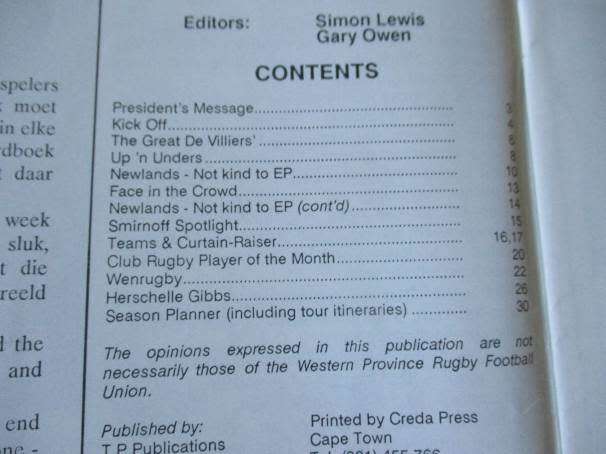 spelers
moet
in elke
rdboek
daar
week
sluk,
t die
reeld
the
and
end
Editors: Simon Lewis
Gary Owen
CONTENTS
President's Message.......... 3
Kick Off.......... 4
The Great De Villiers'.......... 6
Up 'n Unders.......... 8
Newlands - Not kind to EP.......... 10
Face in the Crowd.......... 13
Newlands - Not kind to EP (cont'd).......... 14
Smirnoff Spotlight.......... 15
Teams & Curtain-Raiser.......... 16,17
Club Rugby Player of the Month.......... 20
Wenrugby.......... 22
Herschelle Gibbs.......... 26
Season Planner (including tour itineraries) .......... 30
The opinions expressed in this publication are not
necessarily those of the Western Province Rugby Football
Union.
Published by:
T P Publications
Printed by Creda Press
Cape Town